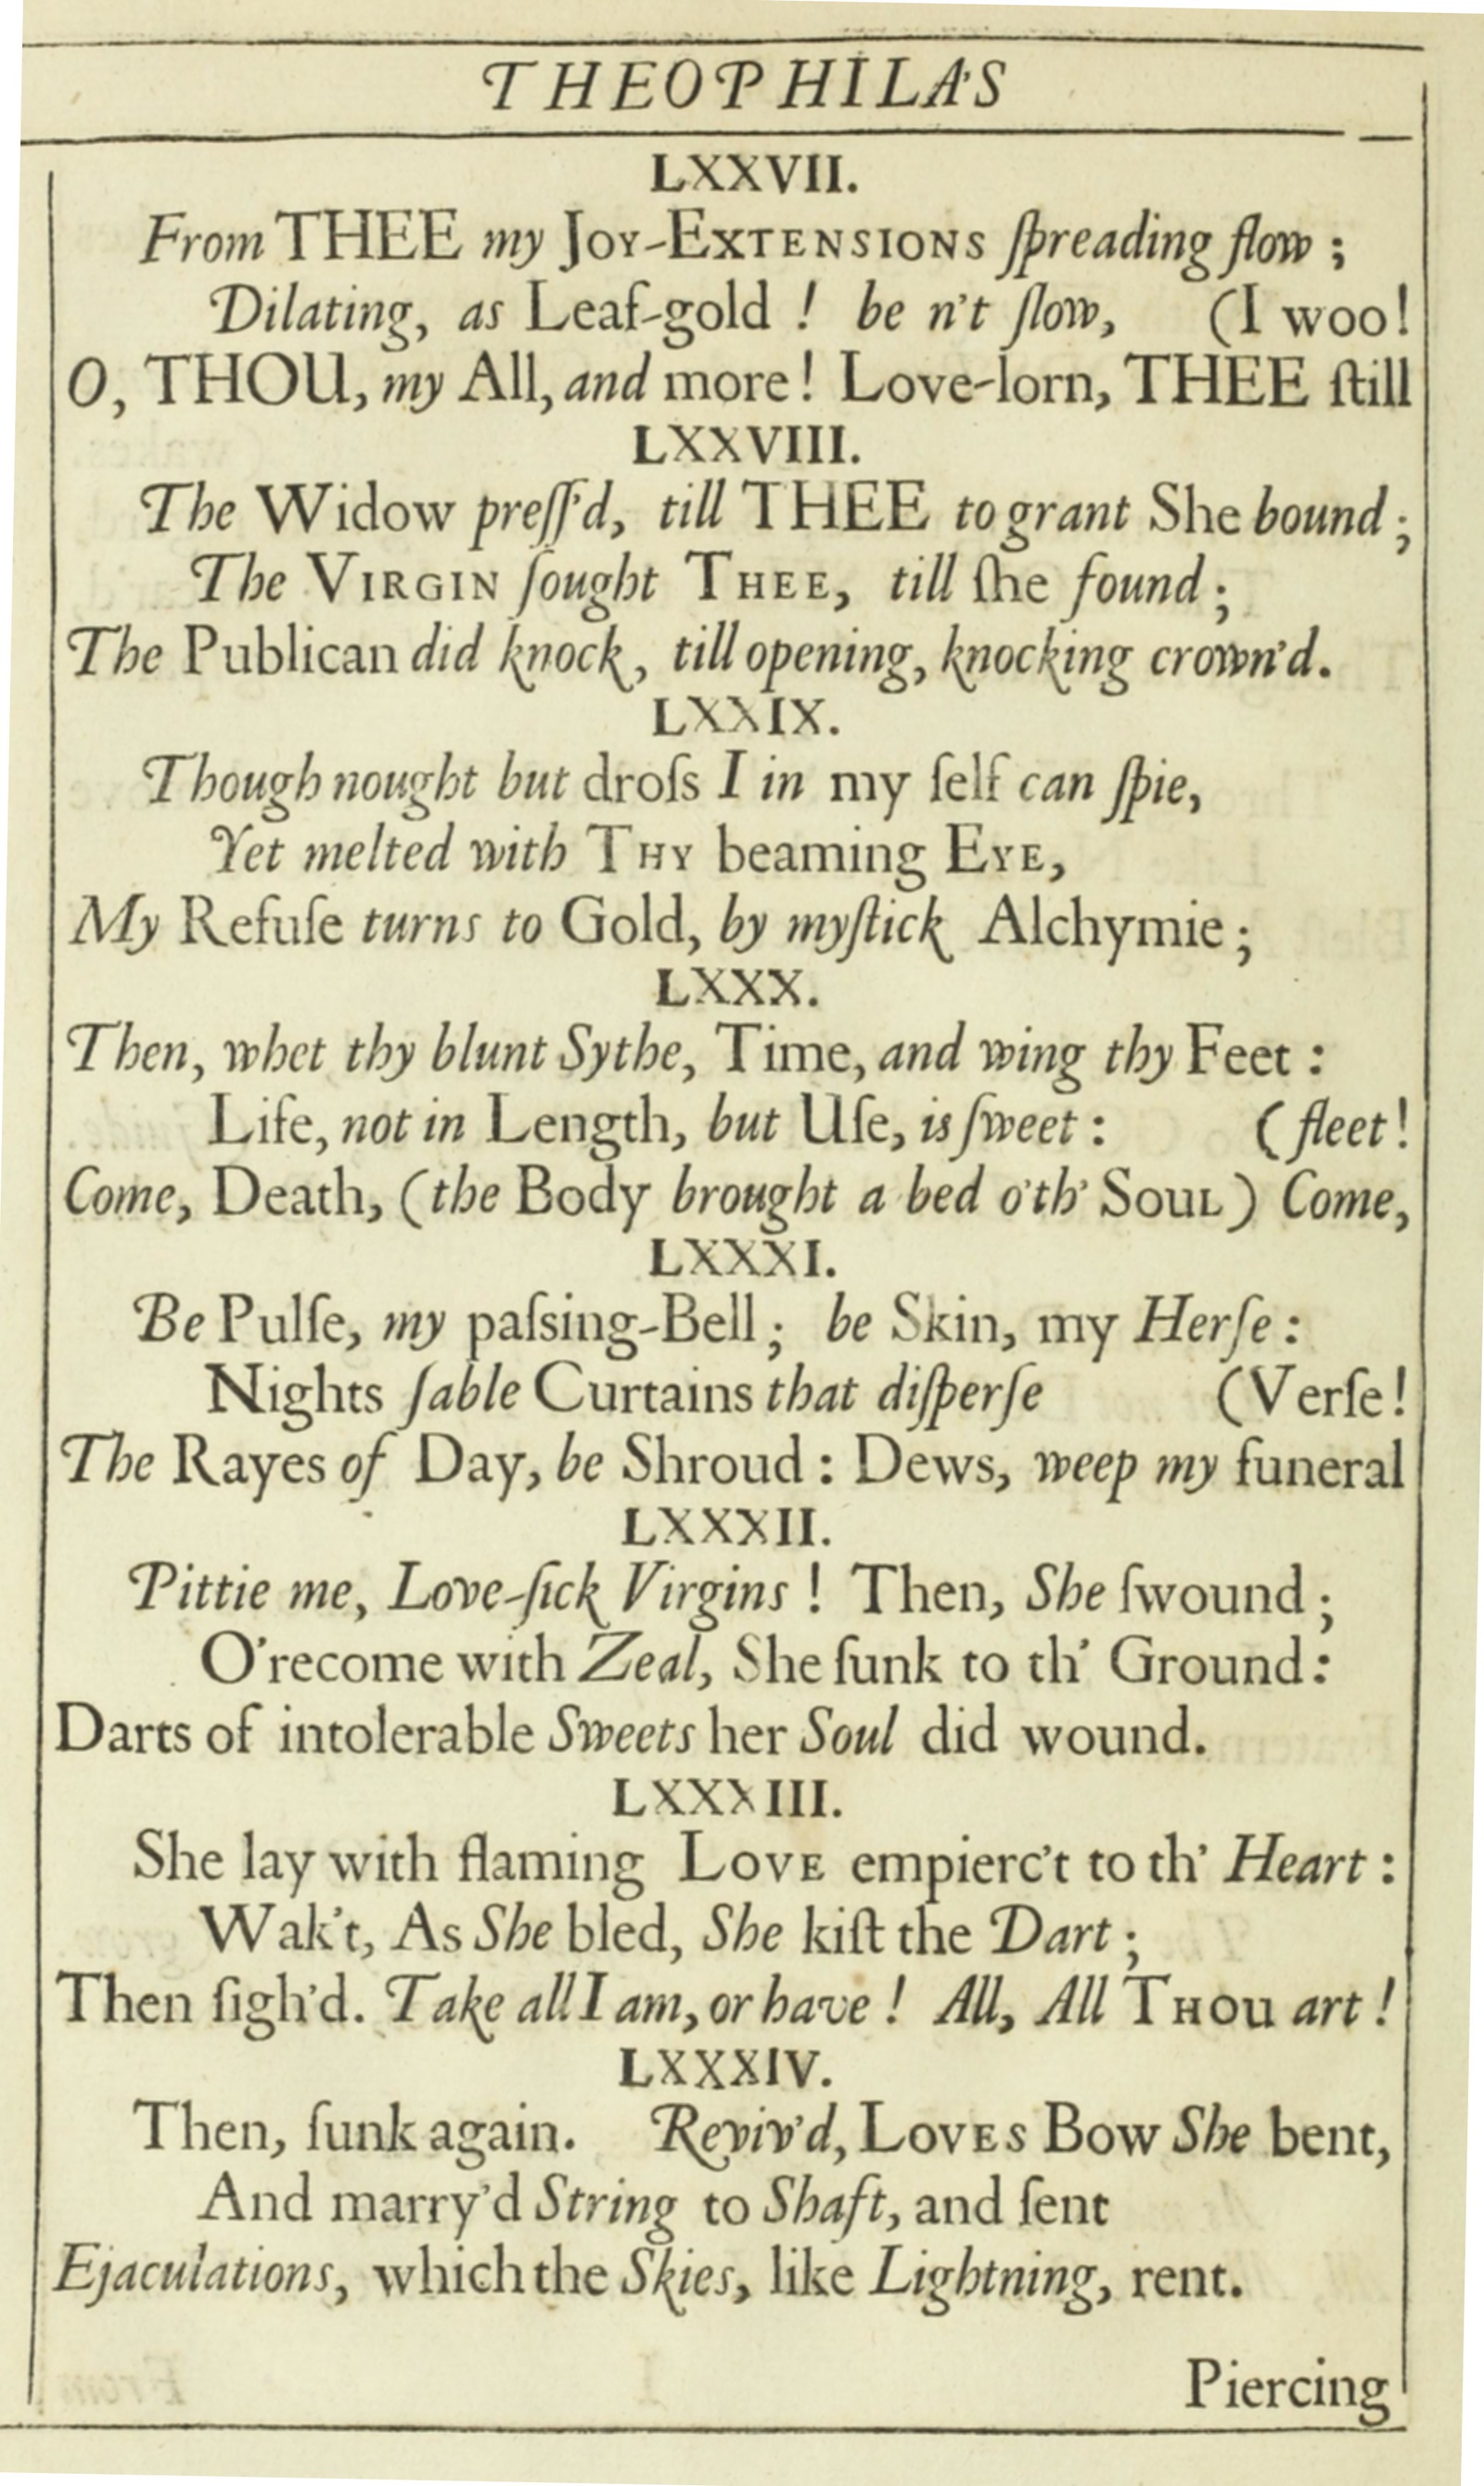 THEOPHILA'S
LXXVII.
From THEE my JOY-EXTENSIONS ſpreading flow ;
Dilating, as Leaf-gold ! be n't ſlow, (I woo!
O, THOU, my All, and more! Love-lorn, THEE ſtill
LXXVIII.
The Widow preſſ'd, till THEE to grant She bound ;
The VIRGIN ſought THEE, till ſhe found ;
The Publican did knock, till opening, knocking crown'd.
LXXIX.
Though nought but droſs I in my ſelf can ſpie,
Yet melted with THY beaming EYE,
My Refuſe turns to Gold, by myſtick Alchymie ;
LXXX.
Then, whet thy blunt Sythe, Time, and wing thy Feet :
Life, not in Length, but Uſe, is ſweet : ( fleet!
Come, Death, (the Body brought a bed o'th' SOUL) Come,
LXXXI.
Be Pulſe, my paſsing-Bell ; be Skin, my Herſe :
Nights ſable Curtains that diſperſe (Verſe!
The Rayes of Day, be Shroud : Dews, weep my funeral
LXXXII.
Pittie me, Love-ſick Virgins ! Then, She ſwound ;
O'recome with Zeal, She ſunk to th' Ground :
Darts of intolerable Sweets her Soul did wound.
LXXXIII.
She lay with flaming LOVE empierc't to th' Heart :
Wak't, As She bled, She kiſt the Dart ;
Then ſigh'd. Take all I am, or have ! All, All THOU art !
LXXXIV.
Then, ſunk again. Reviv'd, LOVES BOW She bent,
And marry'd String to Shaft, and ſent
Ejaculations, which the Skies, like Lightning, rent.
Piercing